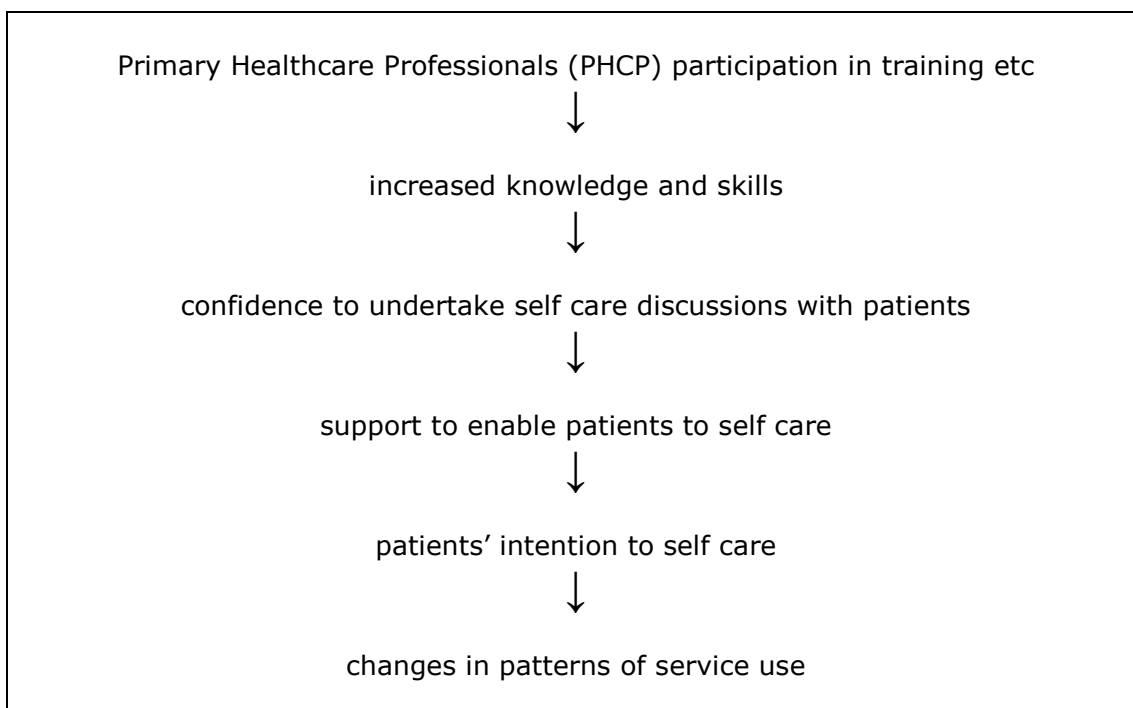 Primary Healthcare Professionals (PHCP) participation in training etc
↓
increased knowledge and skills
↓
confidence to undertake self care discussions with patients
↓
support to enable patients to self care
↓
patients’ intention to self care
↓
changes in patterns of service use